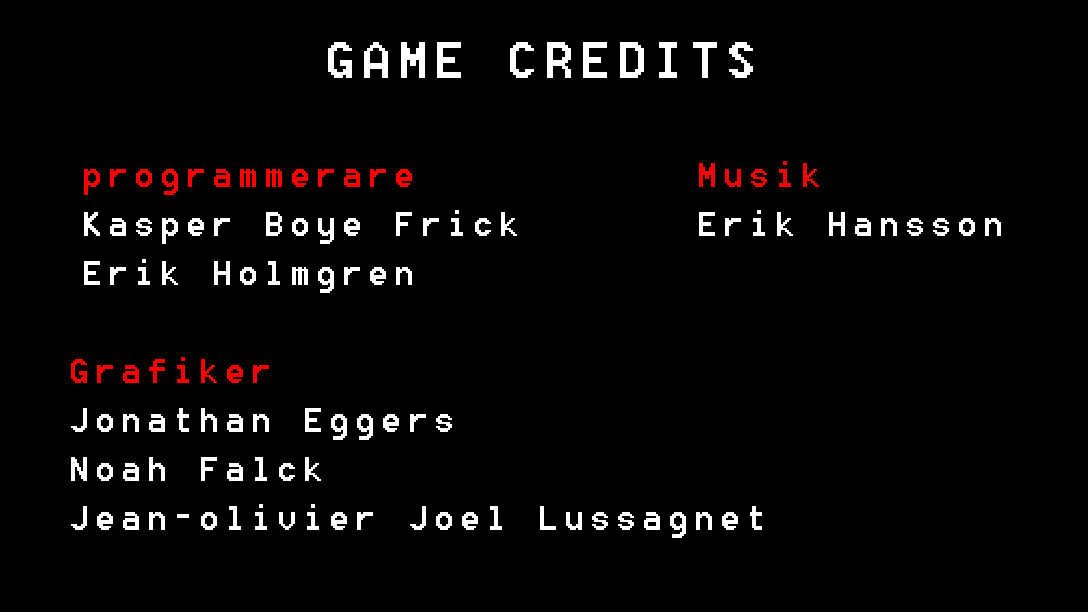 GAME CREDITS
programmerare
Kasper Boye Frick
Erik Holmgren
Musik
Erik Hansson
Grafiker
Jonathan Eggers
Noah Falck
Jean-olivier Joel Lussagnet